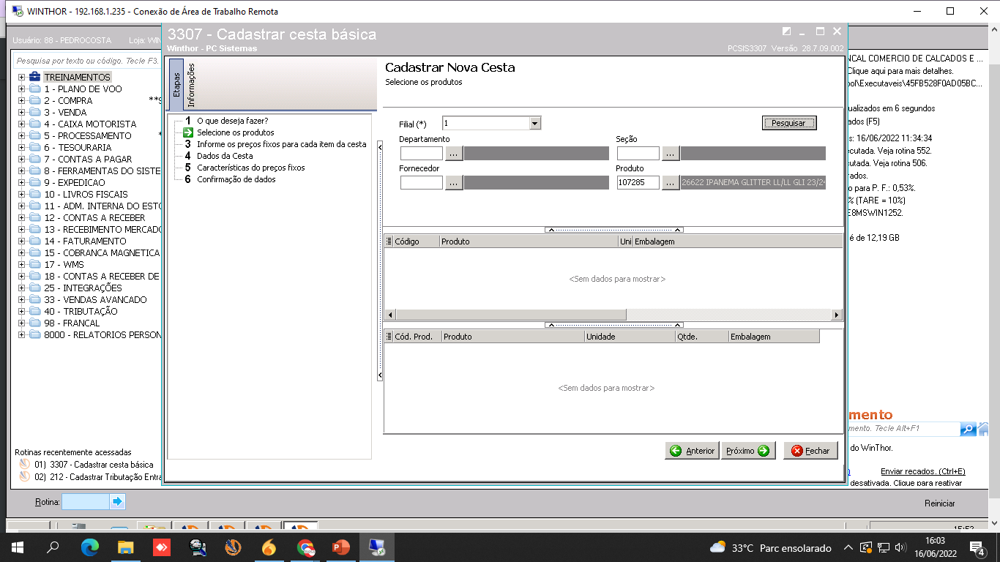 WINTHOR - 192.168.1.235 - Conexão de Área de Trabalho Remota
Usuário: 88 - PEDROCOSTA Loja: WIN
3307 - Cadastrar cesta básica
Winthor - PC Sistemas
PCSIS3307 Versão 28.7.09.002
Pesquisa por texto ou código. Tecle F3.
TREINAMENTOS
1 - PLANO DE VOO
2 - COMPRA
3 - VENDA
4 - CAIXA MOTORISTA
5 - PROCESSAMENTO
6 - TESOURARIA
7 - CONTAS A PAGAR
8 - FERRAMENTAS DO SISTE
9 - EXPEDICAO
10 - LIVROS FISCAIS
11 - ADM. INTERNA DO ESTO
12 - CONTAS A RECEBER
13 - RECEBIMENTO MERCADO
14 - FATURAMENTO
15 - COBRANCA MAGNETICA
17 - WMS
18 - CONTAS A RECEBER DE
25 - INTEGRAÇÕES
33 - VENDAS AVANCADO
40 - TRIBUTAÇÃO
98 - FRANCAL
8000 - RELATORIOS PERSON
Rotinas recentemente acessadas
01) 3307 - Cadastrar cesta básica
02) 212 - Cadastrar Tributação Entra
Rotina:
Etapas
Informações
1 O que deseja fazer?
Selecione os produtos
3 Informe os preços fixos para cada item da cesta
4 Dados da Cesta
5 Características do preços fixos
6 Confirmação de dados
Cadastrar Nova Cesta
Selecione os produtos
Filial (*) 1 Pesquisar
Departamento Seção
... ...
Fornecedor Produto
... 107285 ... 26622 IPANEMA GLITTER LL/LL GLI 23/24
Código Produto Uni Embalagem
<Sem dados para mostrar>
Cód. Prod. Produto Unidade Qtde. Embalagem
<Sem dados para mostrar>
Anterior Próximo Fechar
NCAL COMERCIO DE CALCADOS E ...
Clique aqui para mais detalhes.
ool\Executaveis\45FB528F0AD05BC...
ualizados em 6 segundos
ados (F5)
s: 16/06/2022 11:34:34
cutada. Veja rotina 552.
utada. Veja rotina 506.
rados.
o para P. F.: 0,53%.
% (TARE = 10%)
E8MSWIN1252.
é de 12,19 GB
mento
mento. Tecle Alt+F1
do WinThor.
Enviar recados. (Ctrl+E)
desativada. Clique para reativar
Reiniciar
33°C Parc ensolarado
16:03
16/06/2022
4